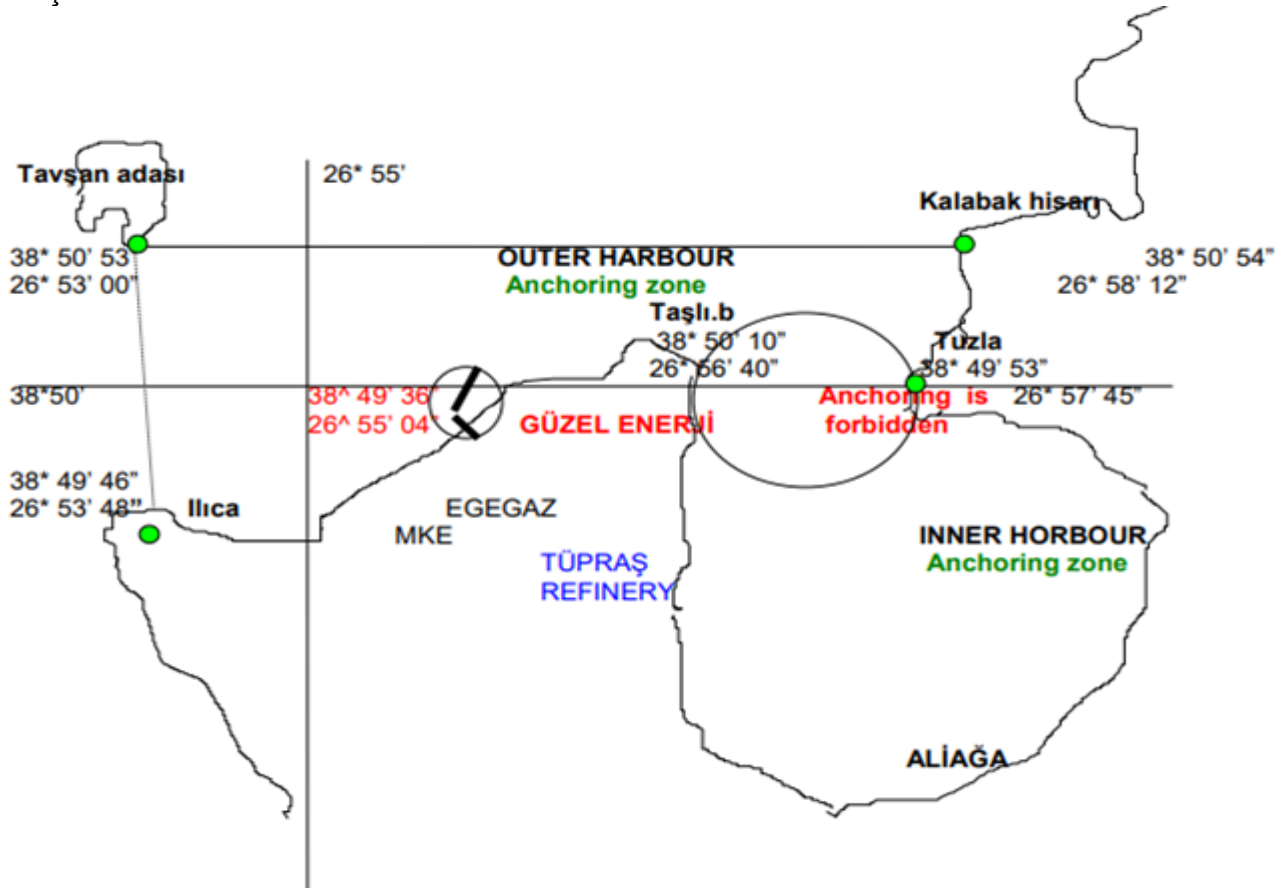 Tavşan adası
26* 55'
Kalabak hisarı
38* 50' 53
26* 53' 00"
OUTER HARBOUR
Anchoring zone
38* 50' 54"
26* 58' 12"
Taşlı.b
38* 50' 10"
26* 56' 40"
Tuzla
38* 49' 53"
26* 57' 45"
38*50'
38^ 49' 36"
26^ 55' 04"
GÜZEL ENERJİ
Anchoring is
forbidden
38* 49' 46"
26* 53' 48"
Ilıca
EGEGAZ
MKE
TÜPRAŞ
REFINERY
INNER HORBOUR
Anchoring zone
ALİAĞA